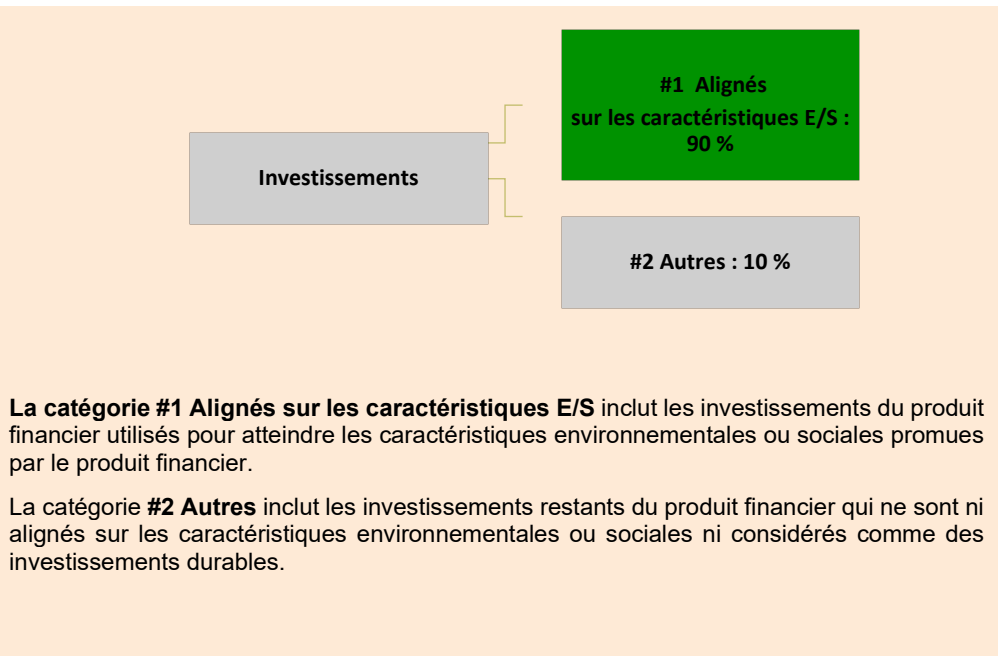 #1 Alignés
sur les caractéristiques E/S :
90 %
Investissements
#2 Autres : 10 %
La catégorie #1 Alignés sur les caractéristiques E/S inclut les investissements du produit
financier utilisés pour atteindre les caractéristiques environnementales ou sociales promues
par le produit financier.
La catégorie #2 Autres inclut les investissements restants du produit financier qui ne sont ni
alignés sur les caractéristiques environnementales ou sociales ni considérés comme des
investissements durables.